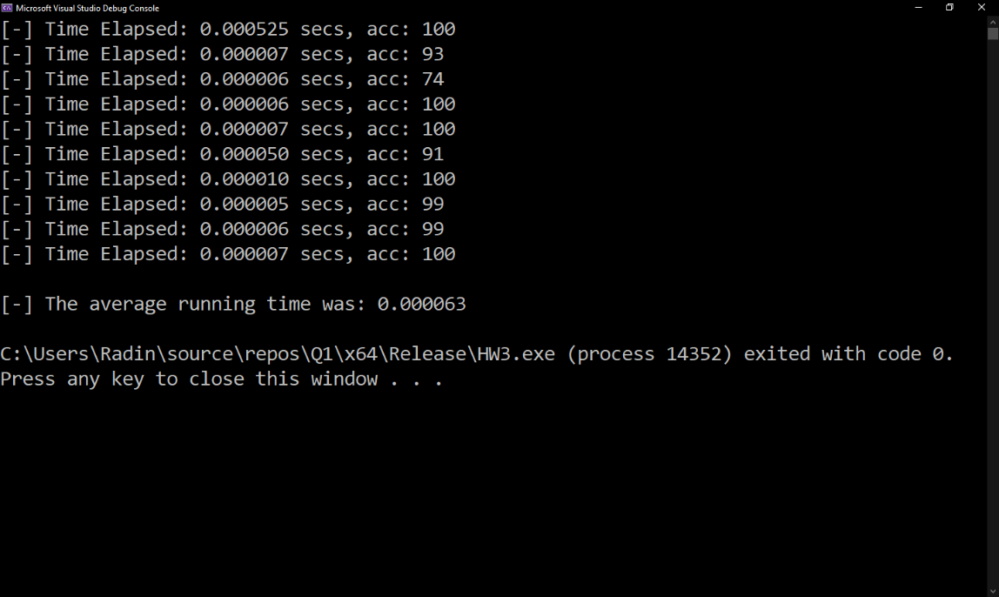 Microsoft Visual Studio Debug Console
[-] Time Elapsed: 0.000525 secs, acc: 100
[-] Time Elapsed: 0.000007 secs, acc: 93
[-] Time Elapsed: 0.000006 secs, acc: 74
[-] Time Elapsed: 0.000006 secs, acc: 100
[-] Time Elapsed: 0.000007 secs, acc: 100
[-] Time Elapsed: 0.000050 secs, acc: 91
[-] Time Elapsed: 0.000010 secs, acc: 100
[-] Time Elapsed: 0.000005 secs, acc: 99
[-] Time Elapsed: 0.000006 secs, acc: 99
[-] Time Elapsed: 0.000007 secs, acc: 100
[-] The average running time was: 0.000063
C:\Users\Radin\source\repos\Q1\x64\Release\HW3.exe (process 14352) exited with code 0.
Press any key to close this window . . .